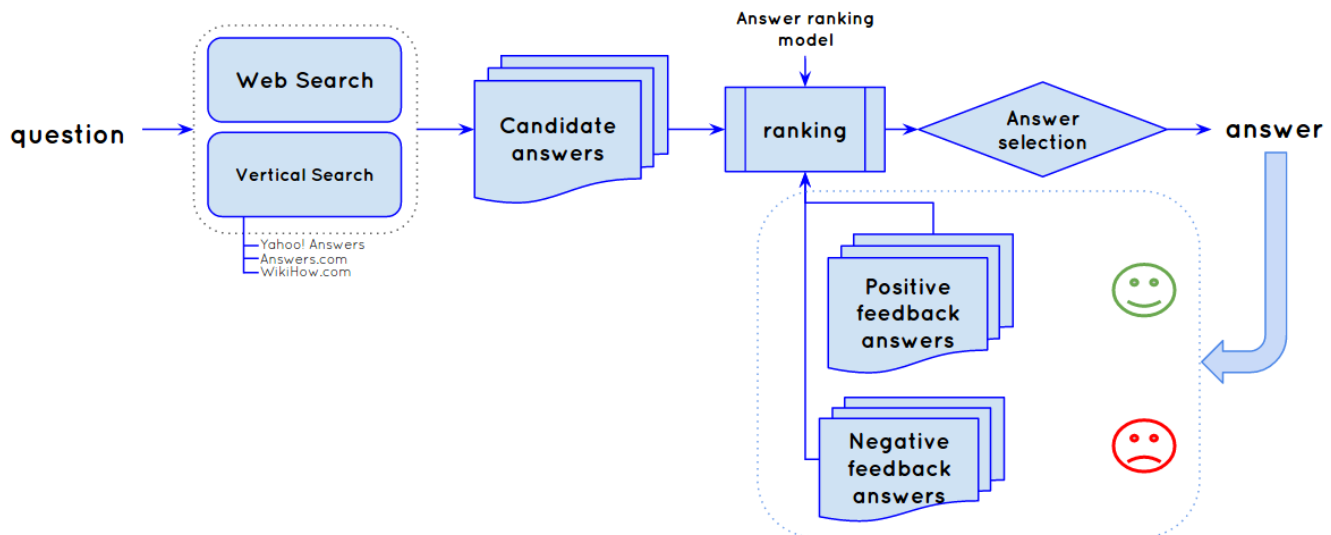 question
Web Search
Vertical Search
Yahoo! Answers
Answers.com
WikiHow.com
Candidate
answers
Answer ranking
model
ranking
Answer
selection
answer
Positive
feedback
answers
Negative
feedback
answers